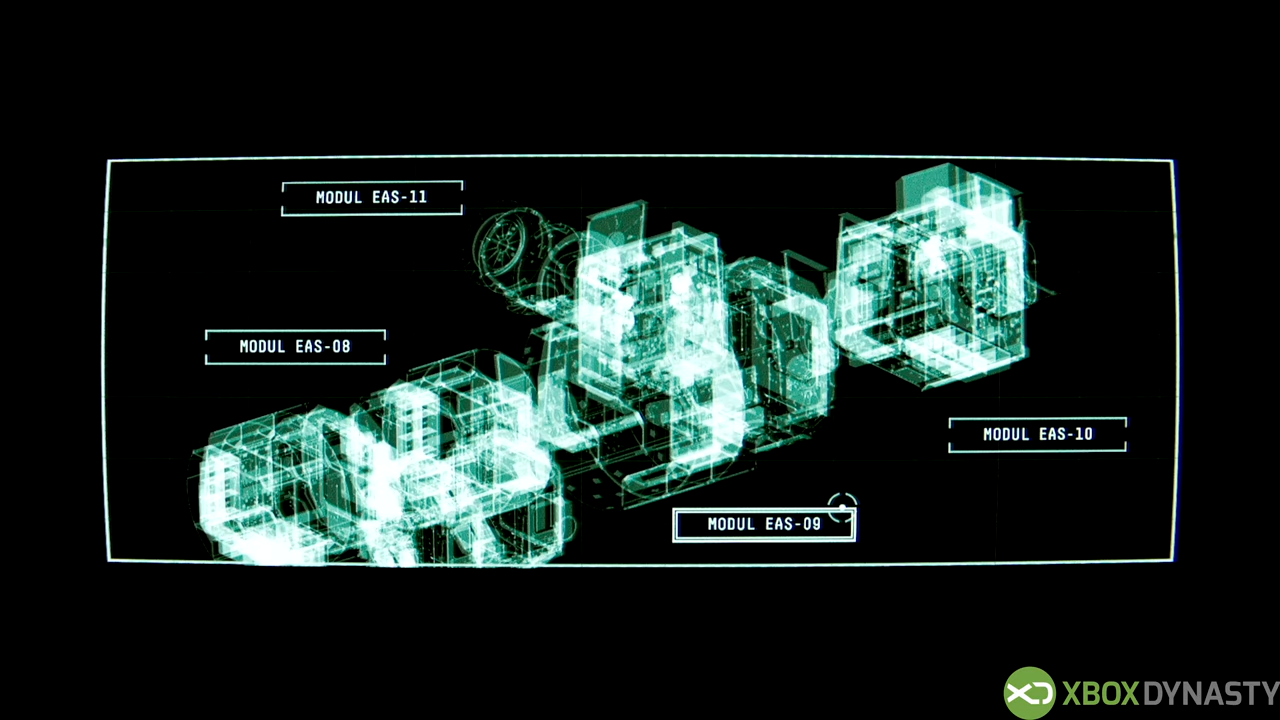 MODUL EAS-11
MODUL EAS-08
MODUL EAS-10
MODUL EAS-09
XBOXDYNASTY